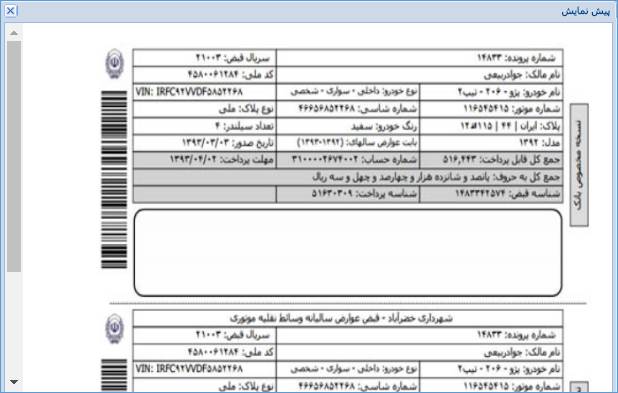 پیش نمایش
شماره پرونده: ۱۴۸۳۳ سریال قبض: ۲۱۰۰۳
نام مالک: جوادربیعی کد ملی: ۴۵۸۰۰۶۱۲۸۴
نام خودرو: پژو - ۲۰۶ - تیپ۲ نوع خودرو: داخلی - سواری - شخصی VIN: IRFC۹۲VVDF۵۸۵۲۲۶۸
شماره موتور: ۱۱۶۵۴۵۴۱۵ شماره شاسی: ۴۶۶۵۶۸۵۲۲۶۸ نوع پلاک: ملی
پلاک: ایران | ۴۴ | ۱۱۵ رنگ خودرو: سفید تعداد سیلندر: ۴
مدل: ۱۳۹۲ بابت عوارض سالهای: (۱۳۹۲-۱۳۹۳) تاریخ صدور: ۱۳۹۳/۰۳/۰۳
جمع کل قابل پرداخت: ۵۱۶,۴۴۳ شماره حساب: ۳۱۰۰۰۰۲۶۷۴۰۰۲ مهلت پرداخت: ۱۳۹۳/۰۴/۰۲
جمع کل به حروف: پانصد و شانزده هزار و چهارصد و چهل و سه ریال
شناسه قبض: ۱۴۸۳۳۴۲۵۷۴ شناسه پرداخت: ۵۱۶۳۰۳۰۹
نسخه مخصوص بانک
شهرداری خضرآباد - قبض عوارض سالیانه وسائط نقلیه موتوری
شماره پرونده: ۱۴۸۳۳ سریال قبض: ۲۱۰۰۳
نام مالک: جوادربیعی کد ملی: ۴۵۸۰۰۶۱۲۸۴
نام خودرو: پژو - ۲۰۶ - تیپ۲ نوع خودرو: داخلی - سواری - شخصی VIN: IRFC۹۲VVDF۵۸۵۲۲۶۸
شماره موتور: ۱۱۶۵۴۵۴۱۵ شماره شاسی: ۴۶۶۵۶۸۵۲۲۶۸ نوع پلاک: ملی